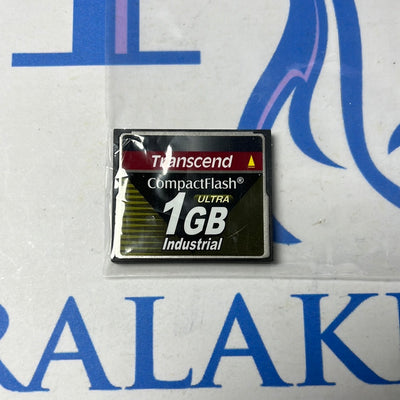 Transcend
CompactFlash®
ULTRA
1GB
Industrial
RALAK